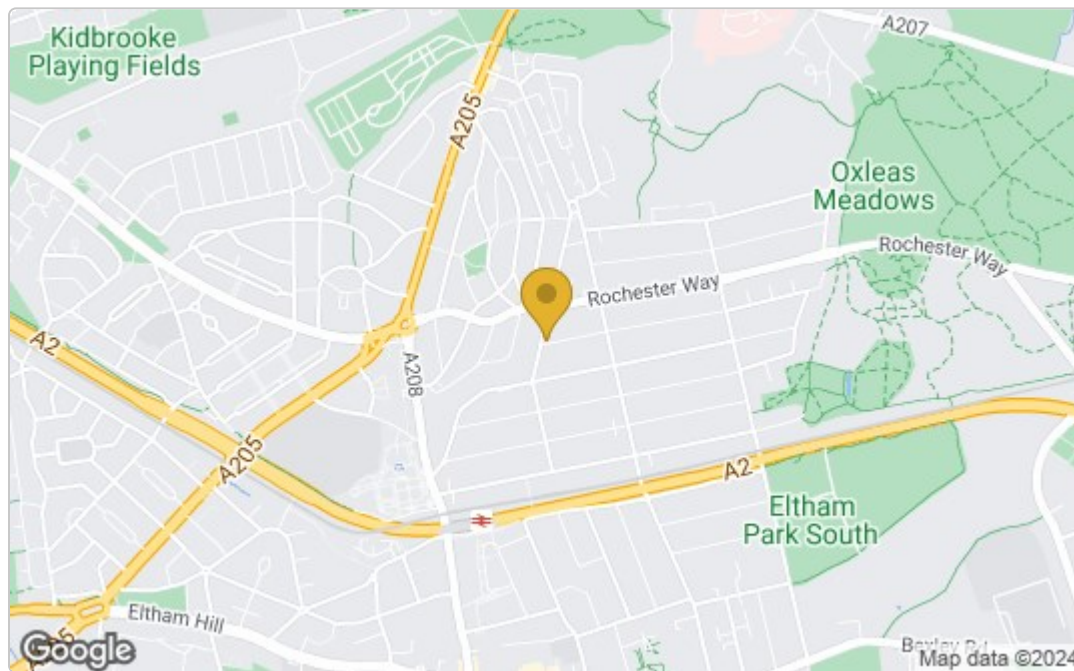 Kidbrooke
Playing Fields
A207
A205
Oxleas
Meadows
Rochester Way
Rochester Way
A2
A208
A205
A2
Eltham
Park South
Eltham Hill
Google
Map data ©2024